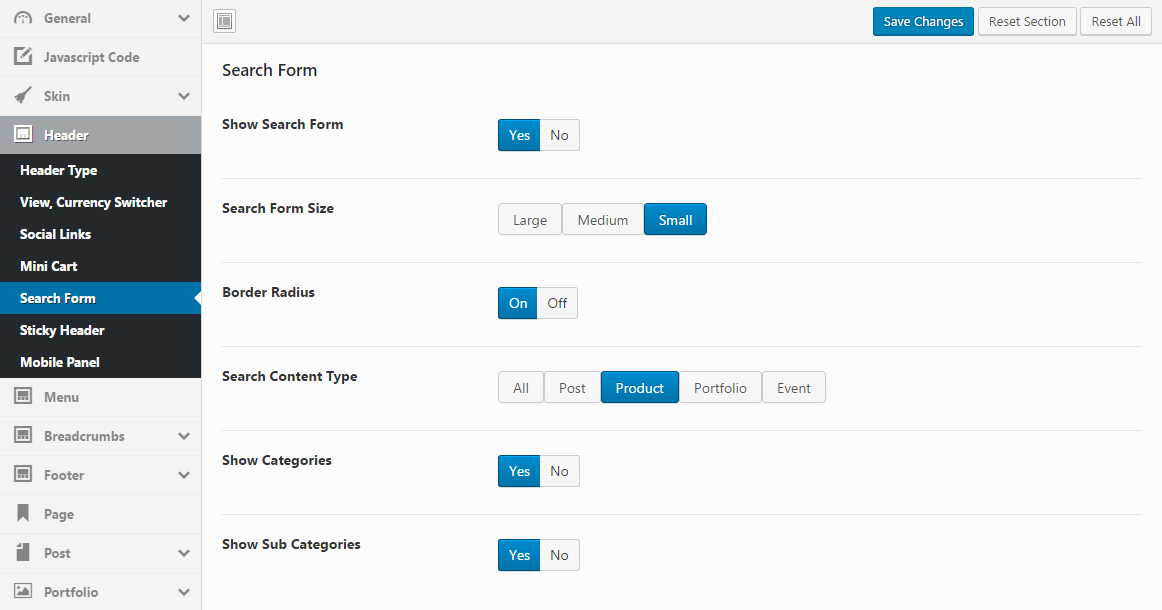 General
Javascript Code
Skin
Header
Header Type
View, Currency Switcher
Social Links
Mini Cart
Search Form
Sticky Header
Mobile Panel
Menu
Breadcrumbs
Footer
Page
Post
Portfolio
Save Changes Reset Section Reset All
Search Form
Show Search Form Yes No
Search Form Size Large Medium Small
Border Radius On Off
Search Content Type All Post Product Portfolio Event
Show Categories Yes No
Show Sub Categories Yes No